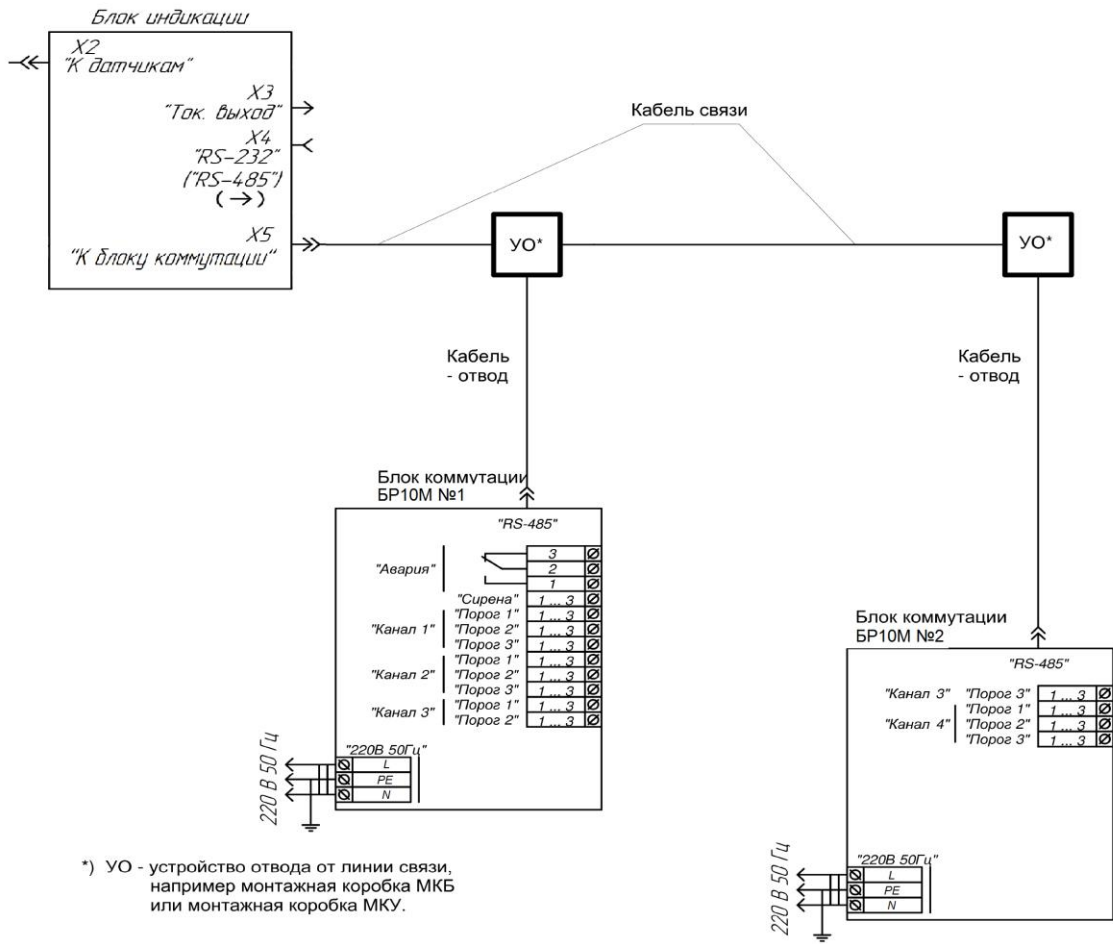 Блок индикации
X2
"К датчикам"
X3
"Ток. выход"
X4
"RS-232"
("RS-485")
(→)
X5
"К блоку коммутации"
Кабель связи
УО*
УО*
Кабель
- отвод
Кабель
- отвод
Блок коммутации
БР10М №1
"RS-485"
"Авария"
3
2
1
"Сирена" 1 ... 3
"Канал 1"
"Порог 1" 1 ... 3
"Порог 2" 1 ... 3
"Порог 3" 1 ... 3
"Канал 2"
"Порог 1" 1 ... 3
"Порог 2" 1 ... 3
"Порог 3" 1 ... 3
"Канал 3"
"Порог 1" 1 ... 3
"Порог 2" 1 ... 3
"220В 50Гц"
L
PE
N
220 В 50 Гц
Блок коммутации
БР10М №2
"RS-485"
"Канал 3" "Порог 3" 1 ... 3
"Канал 4"
"Порог 1" 1 ... 3
"Порог 2" 1 ... 3
"Порог 3" 1 ... 3
"220В 50Гц"
L
PE
N
220 В 50 Гц
*) УО - устройство отвода от линии связи,
например монтажная коробка МКБ
или монтажная коробка МКУ.